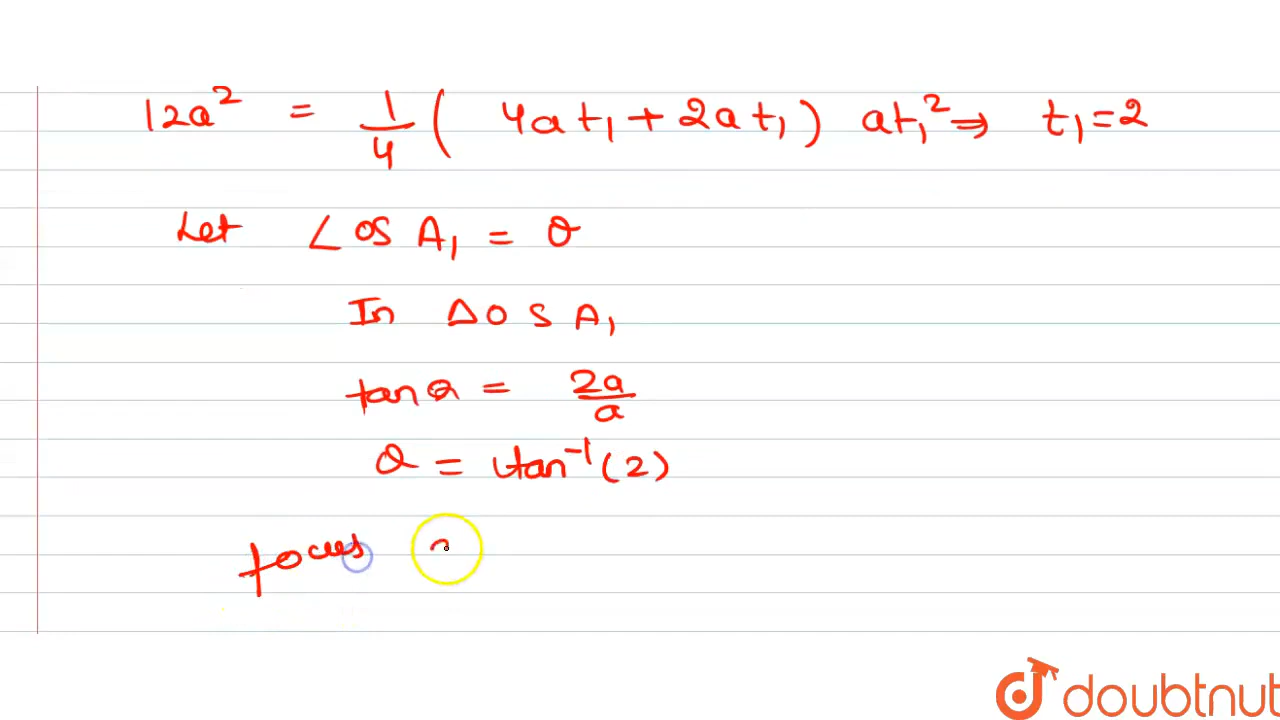 12a² = 1/4 ( 4at₁ + 2at₁ ) at₁² ⇒ t₁ = 2
Let ∠OSA₁ = θ
In ΔOSA₁
tanθ = 2a/a
θ = tan⁻¹(2)
focus
doubtnut